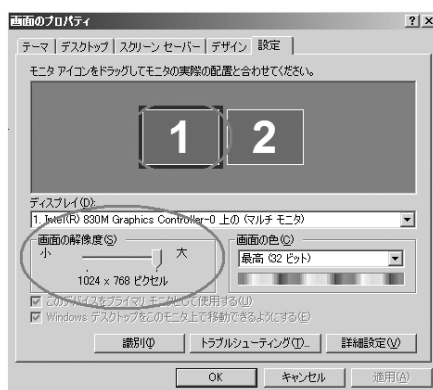 画面のプロパティ
? ×
テーマ デスクトップ スクリーン セーバー デザイン 設定
モニタ アイコンをドラッグしてモニタの実際の配置と合わせてください。
1 2
ディスプレイ(D):
1. Intel(R) 830M Graphics Controller-0 上の (マルチ モニタ)
画面の解像度(S) 画面の色(C)
小 大 最高 (32 ビット)
1024 x 768 ピクセル
このデバイスをプライマリ モニタとして使用する(U)
Windows デスクトップをこのモニタ上で移動できるようにする(E)
識別(I) トラブルシューティング(T)... 詳細設定(V)
OK キャンセル 適用(A)